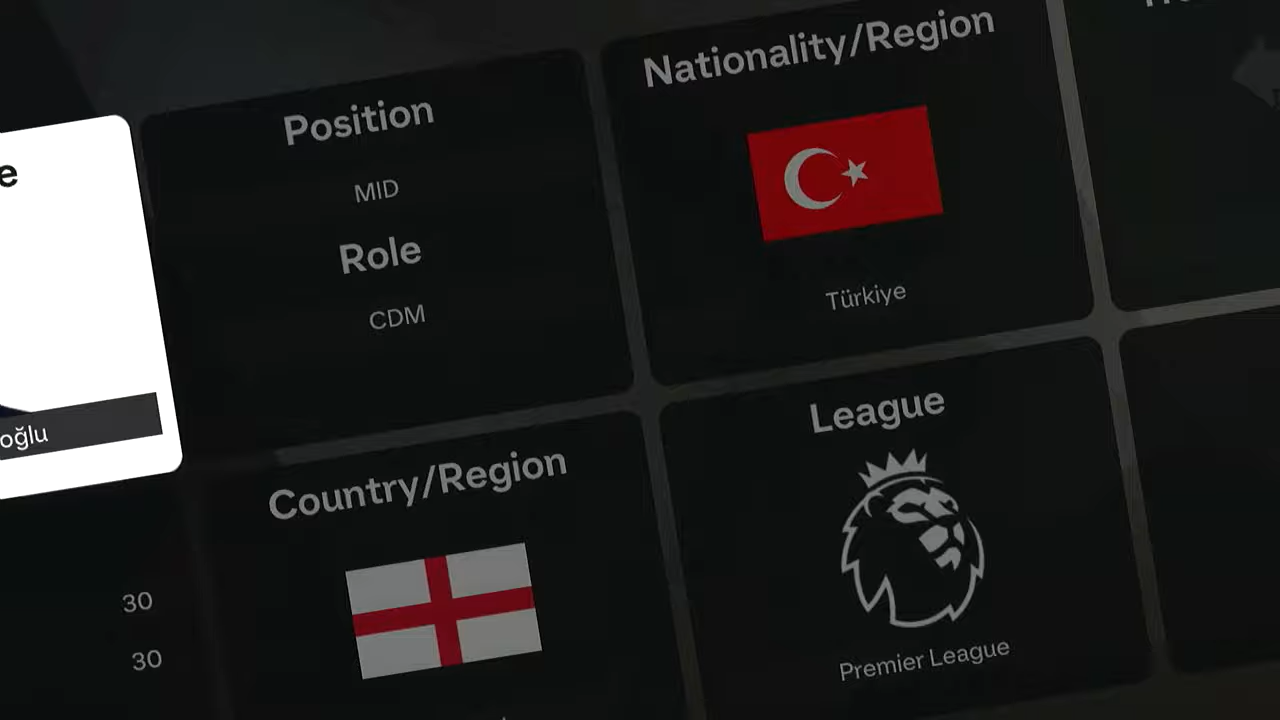 Position
MID
Role
CDM
Nationality/Region
Türkiye
oğlu
30
30
Country/Region
League
Premier League